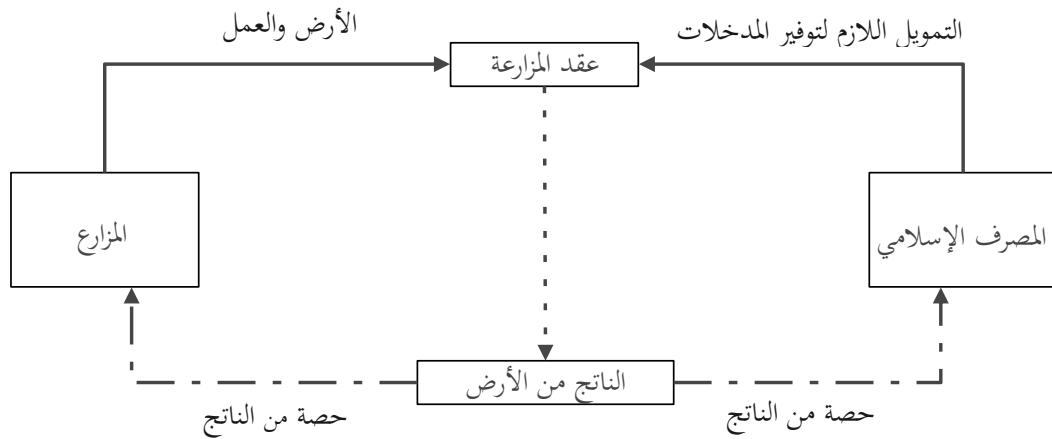 التمويل اللازم لتوفير المدخلات
الأرض والعمل
عقد المزارعة
المصرف الإسلامي
المزارع
الناتج من الأرض
حصة من الناتج
حصة من الناتج